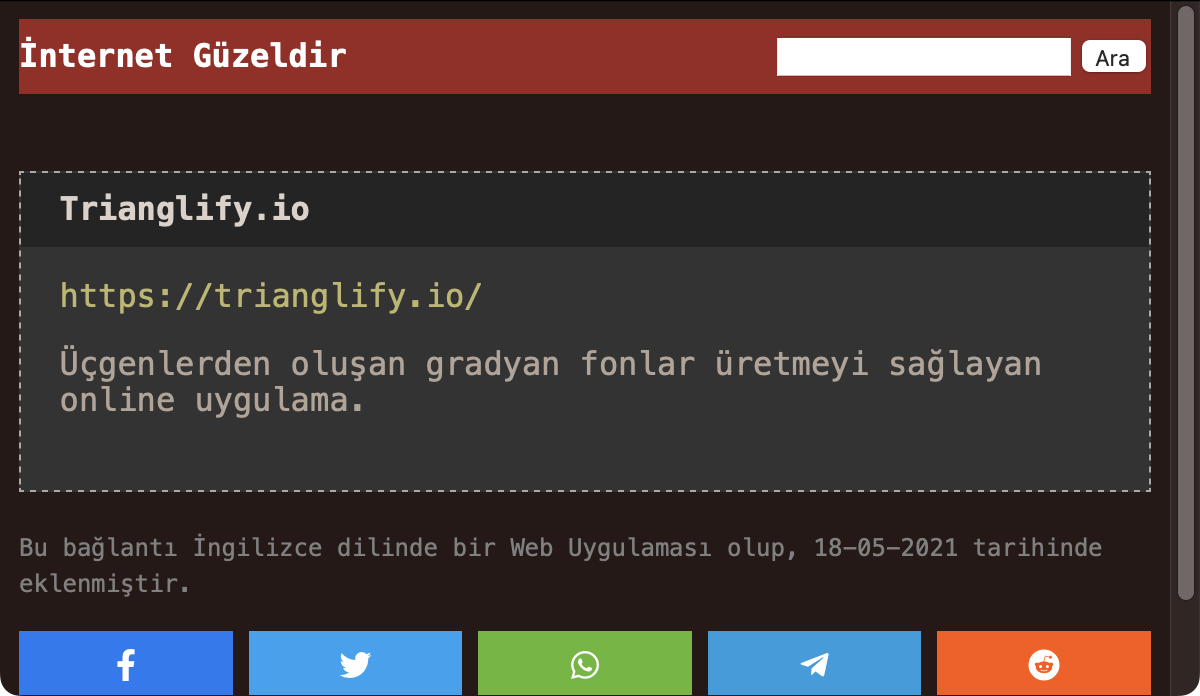 İnternet Güzeldir
Ara
Trianglify.io
https://trianglify.io/
Üçgenlerden oluşan gradyan fonlar üretmeyi sağlayan
online uygulama.
Bu bağlantı İngilizce dilinde bir Web Uygulaması olup, 18-05-2021 tarihinde
eklenmiştir.